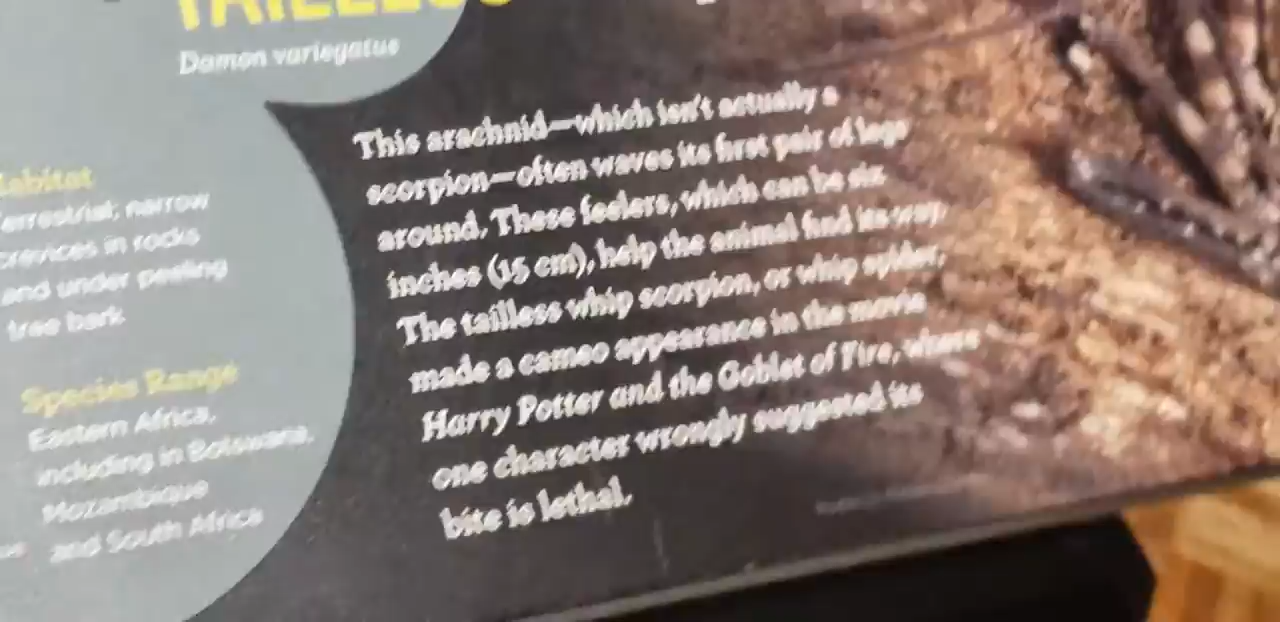 TAILLESS
Damon variegatus
This arachnid—which isn't actually a
scorpion—often waves its first pair of legs
around. These feelers, which can be six
inches (15 cm), help the animal find its way.
The tailless whip scorpion, or whip spider,
made a cameo appearance in the movie
Harry Potter and the Goblet of Fire, where
one character wrongly suggested its
bite is lethal.
Habitat
Terrestrial; narrow
crevices in rocks
and under peeling
tree bark
Species Range
Eastern Africa,
including in Botswana,
Mozambique
and South Africa